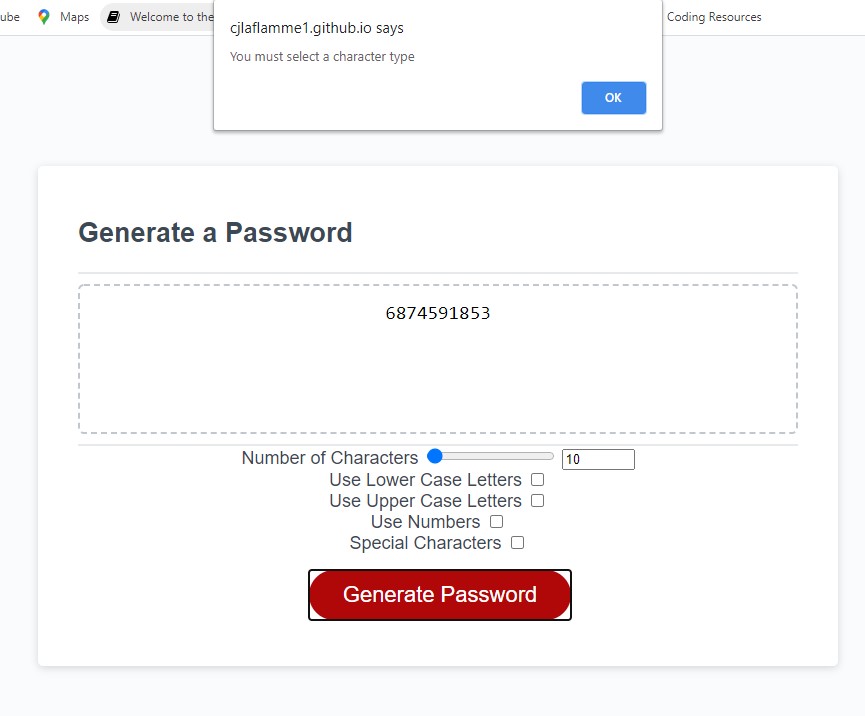 ube Maps Welcome to the Coding Resources
cjlaflamme1.github.io says
You must select a character type
OK
Generate a Password
6874591853
Number of Characters 10
Use Lower Case Letters
Use Upper Case Letters
Use Numbers
Special Characters
Generate Password